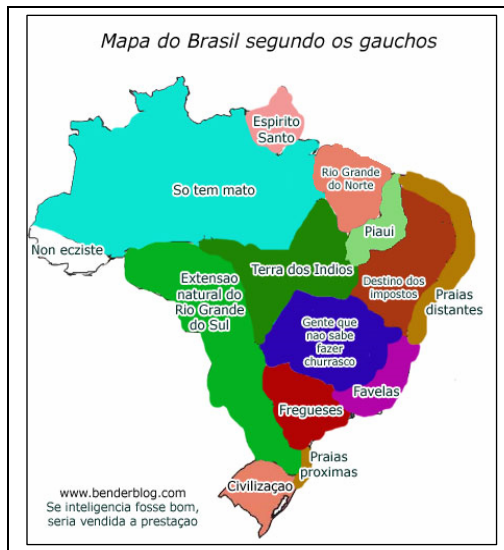 Mapa do Brasil segundo os gauchos
Espirito
Santo
Rio Grande
do Norte
So tem mato
Piaui
Non ecziste
Terra dos Indios
Extensao
natural do
Rio Grande
do Sul
Destino dos
impostos
Praias
distantes
Gente que
nao sabe
fazer
churrasco
Favelas
Fregueses
Praias
proximas
Civilizaçao
www.benderblog.com
Se inteligencia fosse bom,
seria vendida a prestaçao